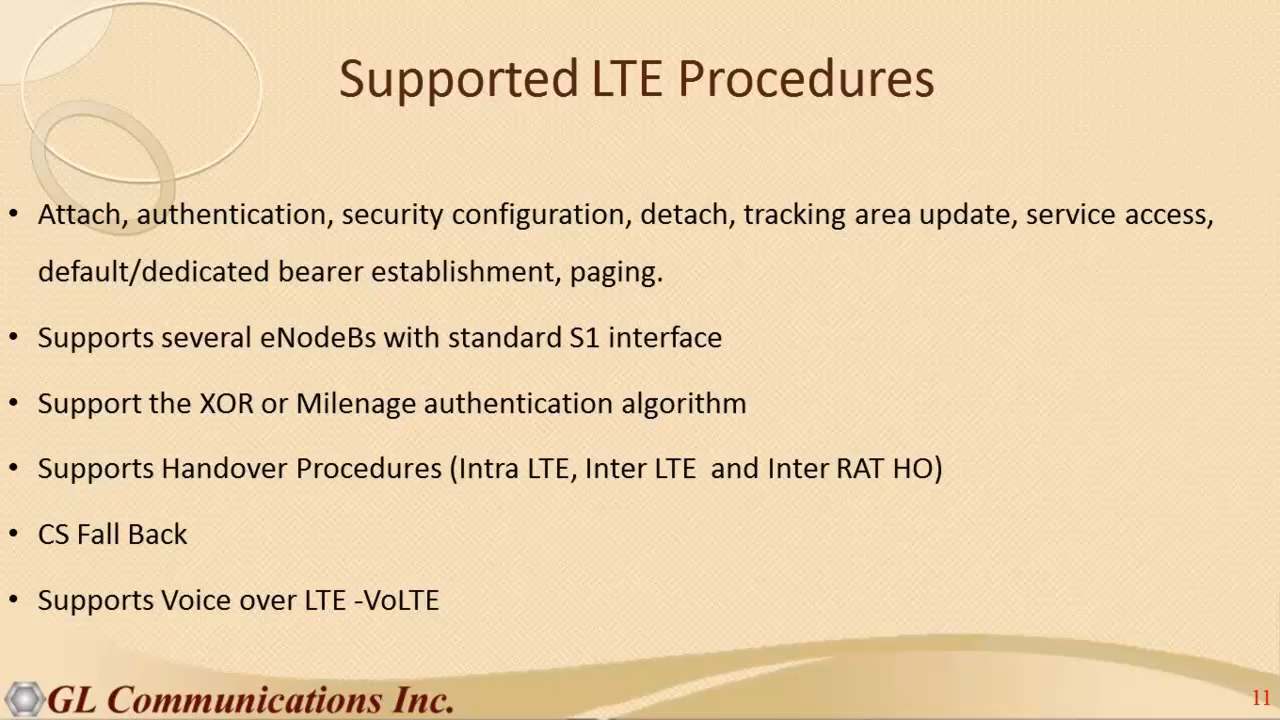 Supported LTE Procedures
• Attach, authentication, security configuration, detach, tracking area update, service access,
default/dedicated bearer establishment, paging.
• Supports several eNodeBs with standard S1 interface
• Support the XOR or Milenage authentication algorithm
• Supports Handover Procedures (Intra LTE, Inter LTE  and Inter RAT HO)
• CS Fall Back
• Supports Voice over LTE -VoLTE
GL Communications Inc.
11